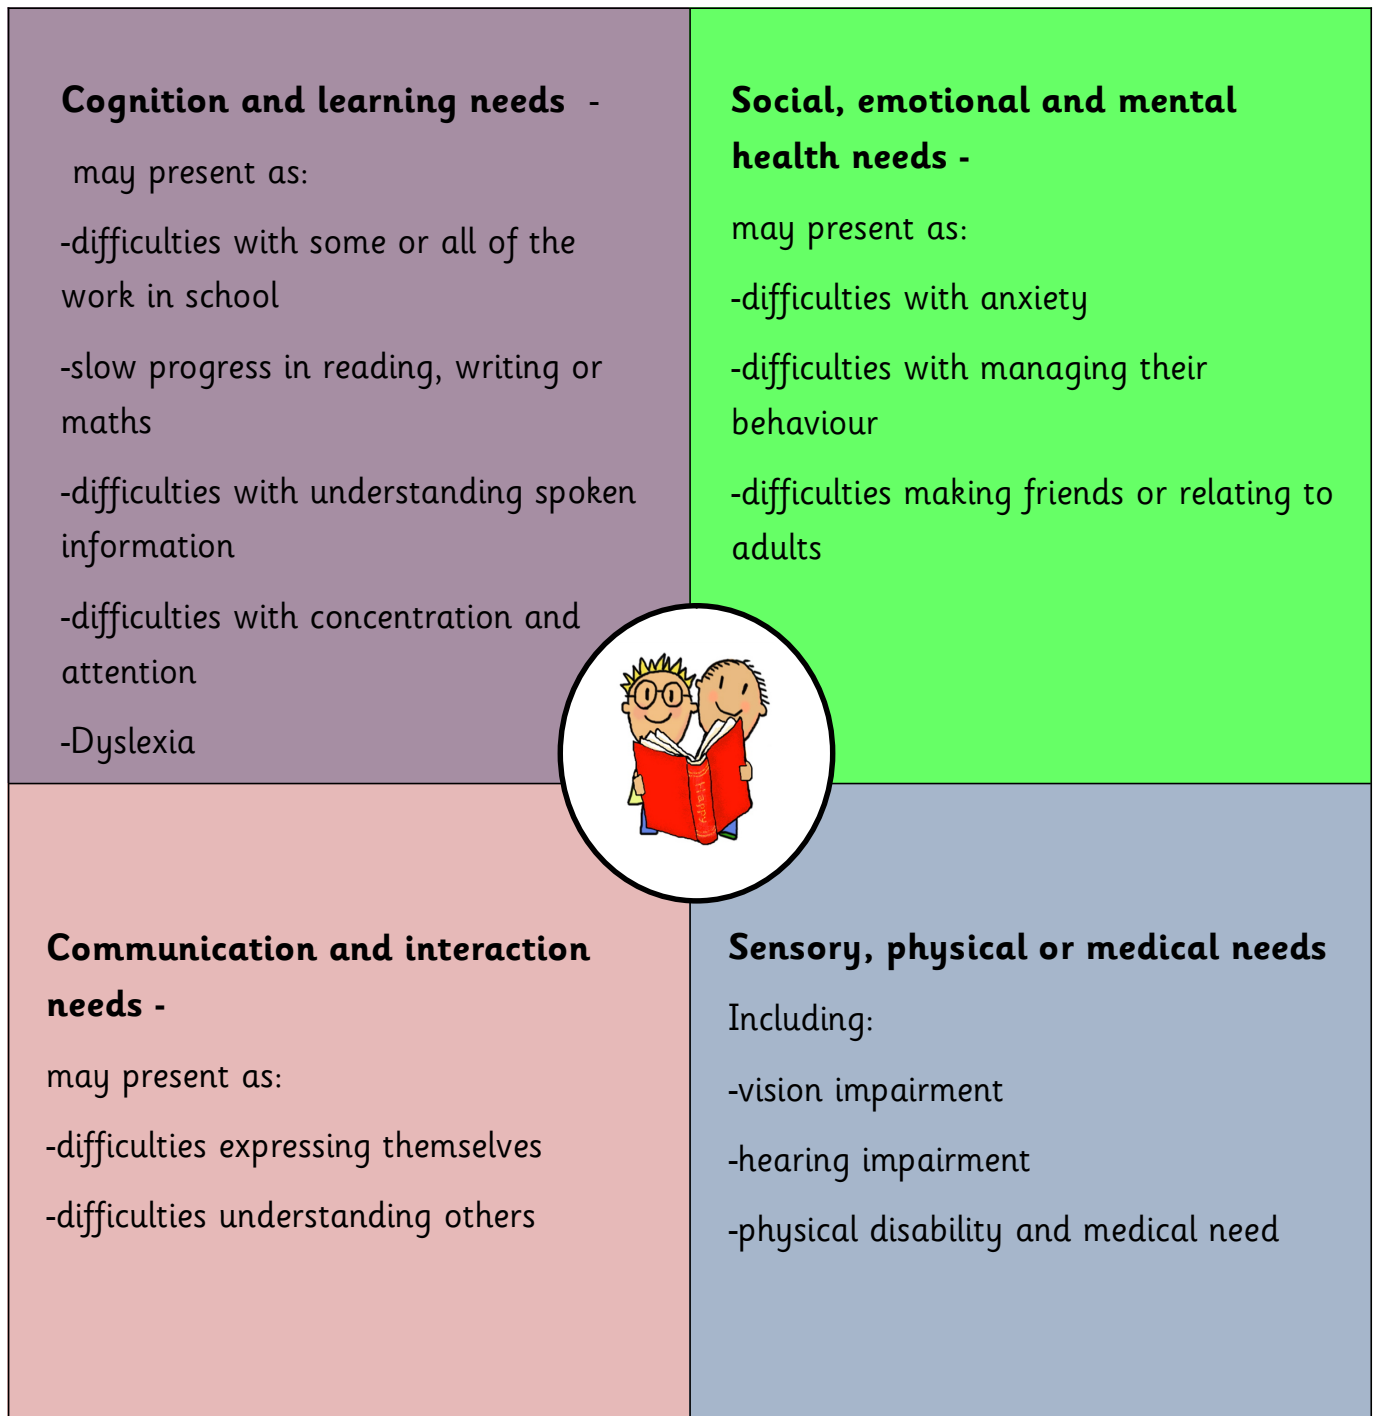 Cognition and learning needs -
may present as:
-difficulties with some or all of the
work in school
-slow progress in reading, writing or
maths
-difficulties with understanding spoken
information
-difficulties with concentration and
attention
-Dyslexia
Social, emotional and mental
health needs -
may present as:
-difficulties with anxiety
-difficulties with managing their
behaviour
-difficulties making friends or relating to
adults
Happy
Communication and interaction
needs -
may present as:
-difficulties expressing themselves
-difficulties understanding others
Sensory, physical or medical needs
Including:
-vision impairment
-hearing impairment
-physical disability and medical need